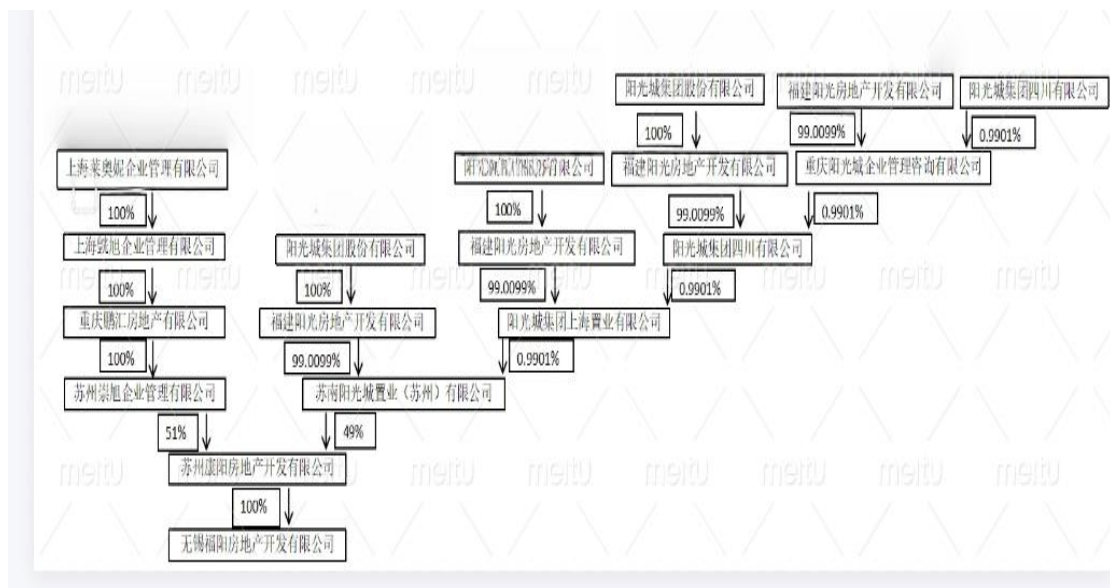 阳光城集团股份有限公司
福建阳光房地产开发有限公司
阳光城集团四川有限公司
100%
99.0099%
0.9901%
上海莱奥妮企业管理有限公司
有限公司
福建阳光房地产开发有限公司
重庆阳光城企业管理咨询有限公司
100%
100%
99.0099%
0.9901%
上海 旭企业管理有限公司
阳光城集团股份有限公司
福建阳光房地产开发有限公司
阳光城集团四川有限公司
100%
100%
99.0099%
0.9901%
重庆鹏汇房地产有限公司
福建阳光房地产开发有限公司
阳光城集团上海置业有限公司
100%
99.0099%
0.9901%
苏州崇旭企业管理有限公司
苏南阳光城置业（苏州）有限公司
51%
49%
苏州康阳房地产开发有限公司
100%
无锡福阳房地产开发有限公司
meitu